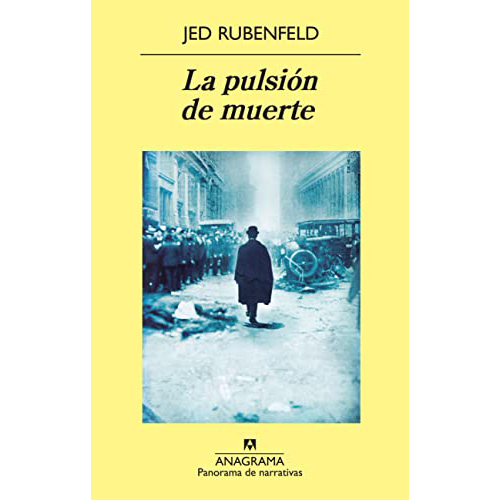 JED RUBENFELD
La pulsión
de muerte
ANAGRAMA
Panorama de narrativas